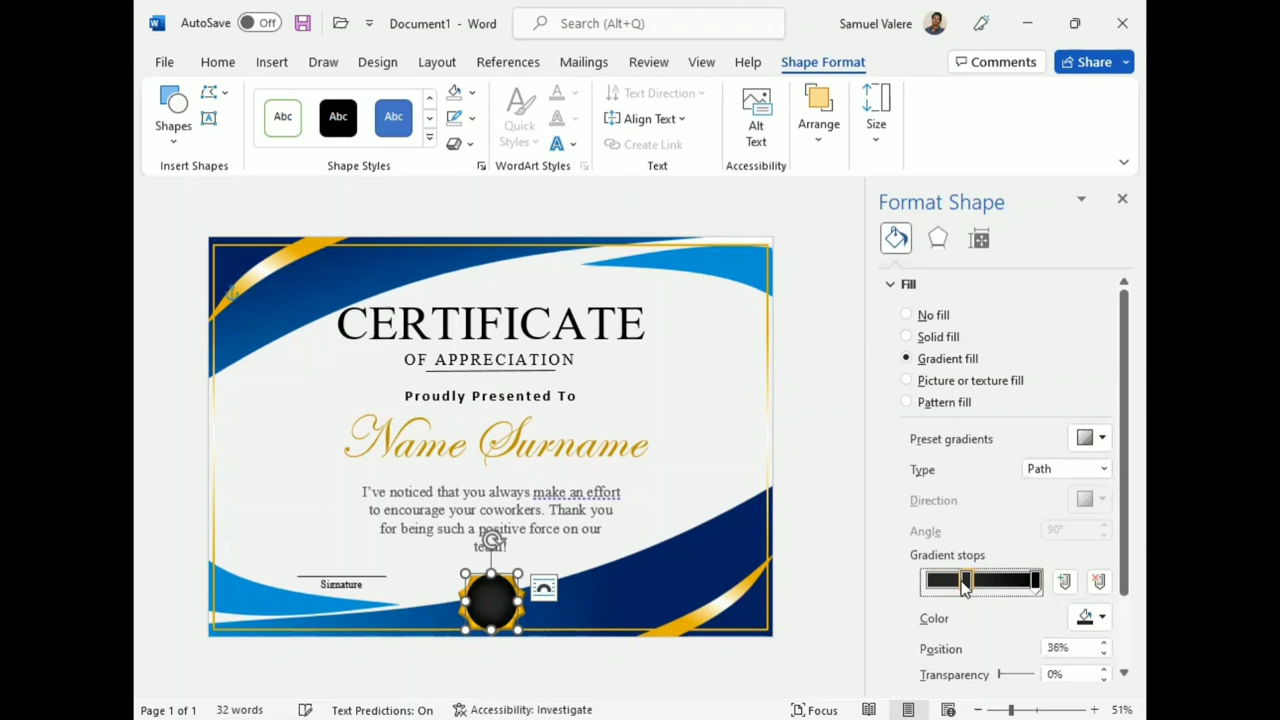 AutoSave Off Document1 - Word Search (Alt+Q) Samuel Valere
File Home Insert Draw Design Layout References Mailings Review View Help Shape Format Comments Share
Shapes
Abc Abc Abc
Quick
Styles
Text Direction
Align Text
Create Link
Alt
Text
Arrange
Size
Insert Shapes Shape Styles WordArt Styles Text Accessibility
CERTIFICATE
OF APPRECIATION
Proudly Presented To
Name Surname
I've noticed that you always make an effort
to encourage your coworkers. Thank you
for being such a positive force on our
team!
Signature
Format Shape
Fill
No fill
Solid fill
Gradient fill
Picture or texture fill
Pattern fill
Preset gradients
Type Path
Direction
Angle 90°
Gradient stops
Color
Position 36%
Transparency 0%
Page 1 of 1 32 words Text Predictions: On Accessibility: Investigate Focus 51%